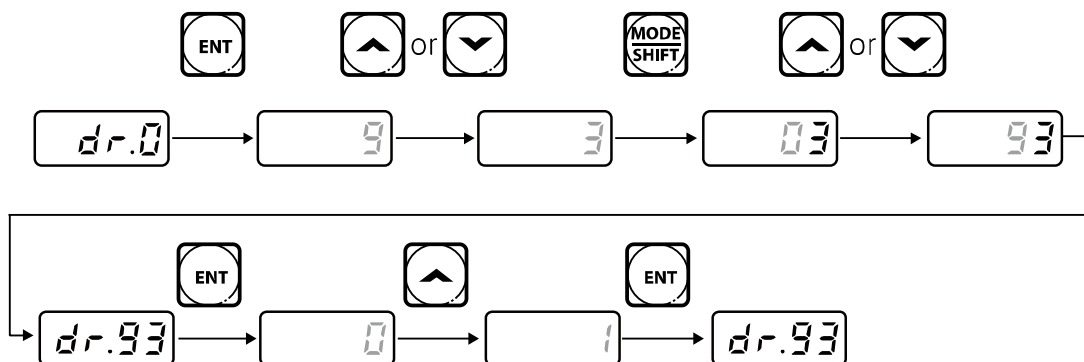 ENT or MODE SHIFT or
dr.0 9 3 03 93
ENT ENT
dr.93 0 1 dr.93